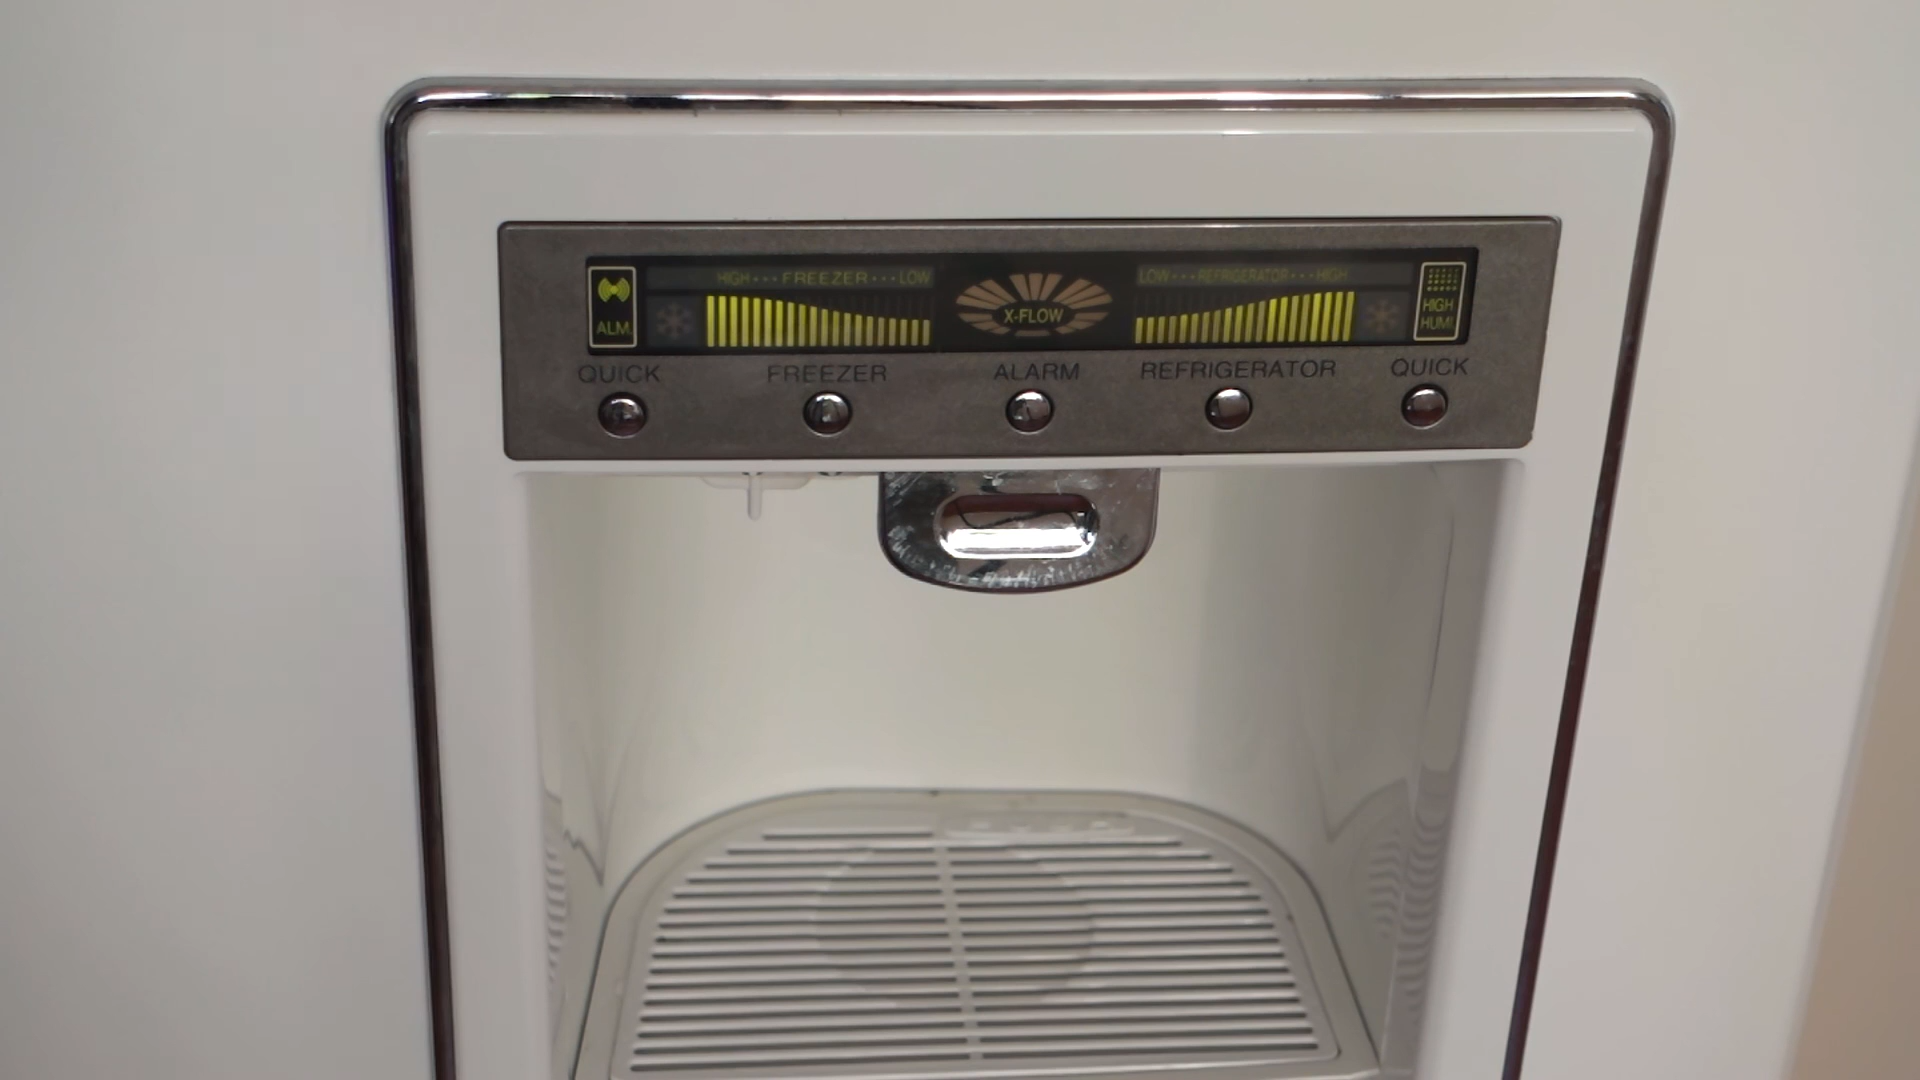 HIGH···FREEZER···LOW
LOW···REFRIGERATOR···HIGH
ALM.
X-FLOW
HIGH
HUMI.
QUICK
FREEZER
ALARM
REFRIGERATOR
QUICK